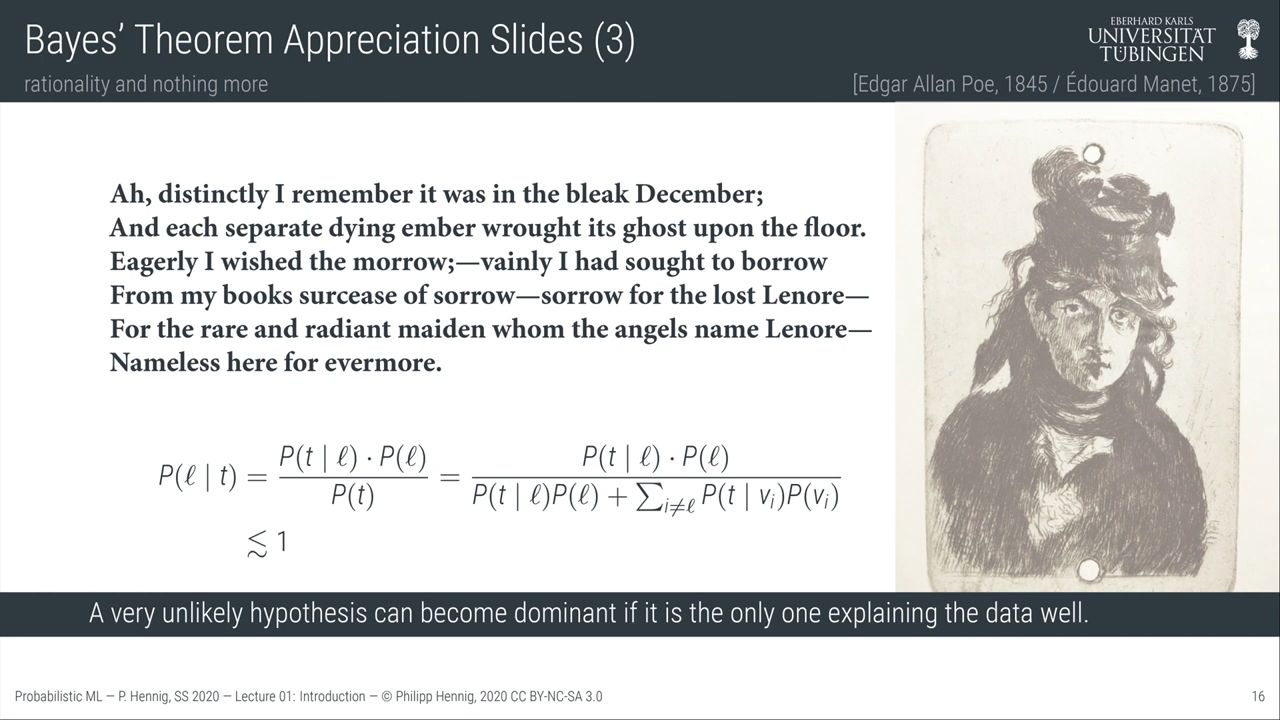 Bayes' Theorem Appreciation Slides (3)
rationality and nothing more
EBERHARD KARLS
UNIVERSITÄT
TÜBINGEN
[Edgar Allan Poe, 1845 / Édouard Manet, 1875]
Ah, distinctly I remember it was in the bleak December;
And each separate dying ember wrought its ghost upon the floor.
Eagerly I wished the morrow;—vainly I had sought to borrow
From my books surcease of sorrow—sorrow for the lost Lenore—
For the rare and radiant maiden whom the angels name Lenore—
Nameless here for evermore.
P(ℓ | t) = P(t | ℓ) · P(ℓ) / P(t) = P(t | ℓ) · P(ℓ) / P(t | ℓ)P(ℓ) + ∑i≠ℓ P(t | vi)P(vi)
≲ 1
A very unlikely hypothesis can become dominant if it is the only one explaining the data well.
Probabilistic ML — P. Hennig, SS 2020 — Lecture 01: Introduction — © Philipp Hennig, 2020 CC BY-NC-SA 3.0
16